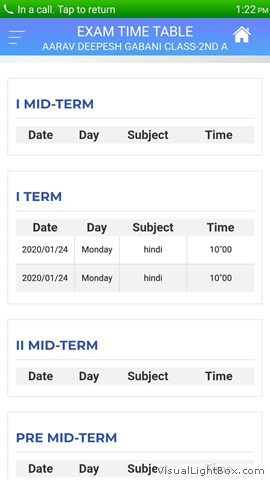 In a call. Tap to return 1:22 PM
EXAM TIME TABLE
AARAV DEEPESH GABANI CLASS-2ND A
I MID-TERM
Date Day Subject Time
I TERM
Date Day Subject Time
2020/01/24 Monday hindi 10"00
2020/01/24 Monday hindi 10"00
II MID-TERM
Date Day Subject Time
PRE MID-TERM
Date Day Subject Time
VisualLightBox.com